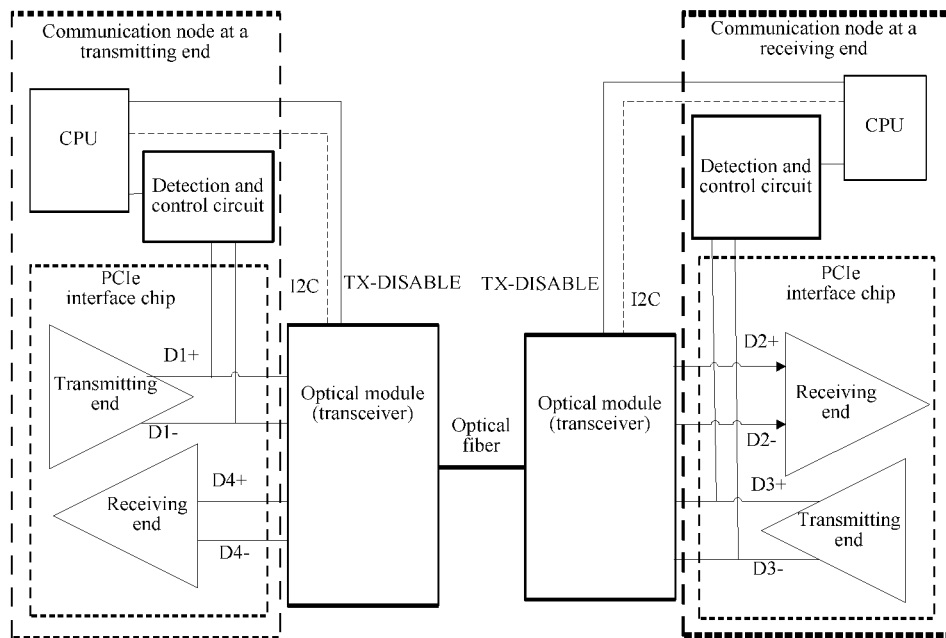 Communication node at a
transmitting end
CPU
Detection and
control circuit
PCIe
interface chip
I2C
TX-DISABLE
D1+
Transmitting
end
D1-
D4+
Receiving
end
D4-
Optical module
(transceiver)
Optical
fiber
Communication node at a
receiving end
CPU
Detection and
control circuit
TX-DISABLE
I2C
PCIe
interface chip
Optical module
(transceiver)
D2+
Receiving
end
D2-
D3+
Transmitting
end
D3-